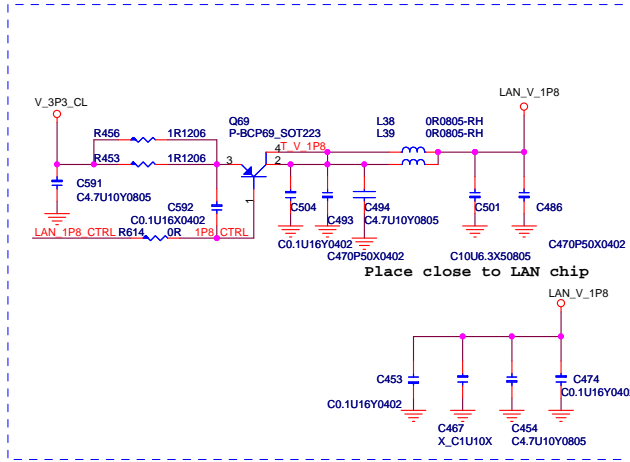 LAN_V_1P8
V_3P3_CL
Q69
P-BCP69_SOT223
L38 0R0805-RH
L39 0R0805-RH
R456 1R1206
T_V_1P8
4
R453 1R1206
3
2
C591
C4.7U10Y0805
1
C592
C0.1U16X0402
C504
C494
C493
C4.7U10Y0805
C501
C486
LAN_1P8_CTRL
R614
0R
1P8_CTRL
C0.1U16Y0402
C470P50X0402
C470P50X0402
C10U6.3X50805
Place close to LAN chip
LAN_V_1P8
C453
C474
C0.1U16Y0402
C0.1U16Y040
C467
X_C1U10X
C454
C4.7U10Y0805